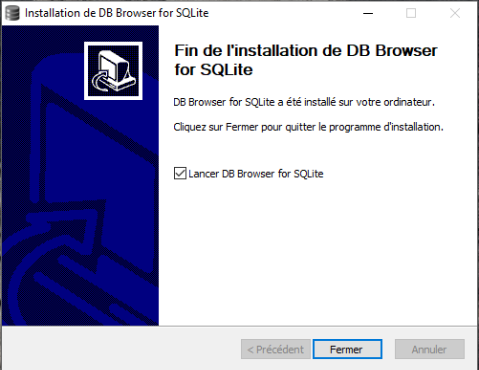 Installation de DB Browser for SQLite
Fin de l'installation de DB Browser
for SQLite
DB Browser for SQLite a été installé sur votre ordinateur.
Cliquez sur Fermer pour quitter le programme d'installation.
Lancer DB Browser for SQLite
< Précédent
Fermer
Annuler